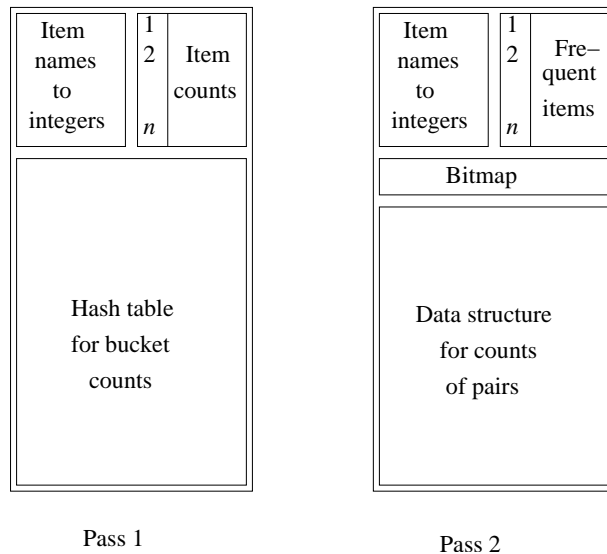 Item
names
to
integers
1
2
n
Item
counts
Hash table
for bucket
counts
Pass 1
Item
names
to
integers
1
2
n
Fre–
quent
items
Bitmap
Data structure
for counts
of pairs
Pass 2